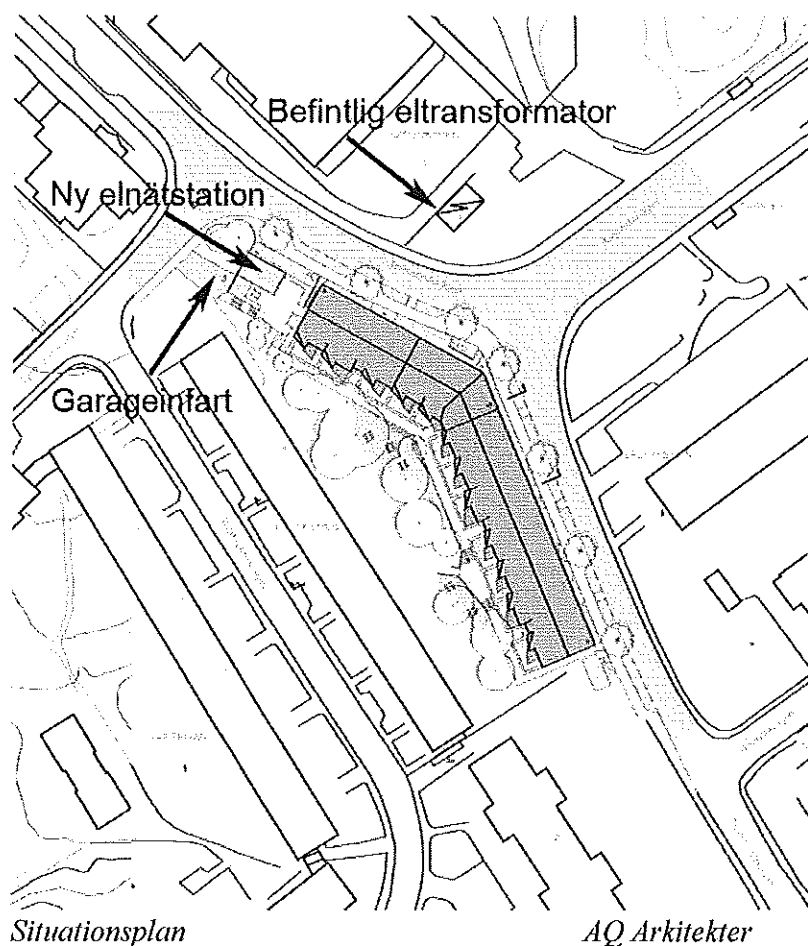 Befintlig eltransformator
Ny elnätstation
Garageinfart
Situationsplan AQ Arkitekter